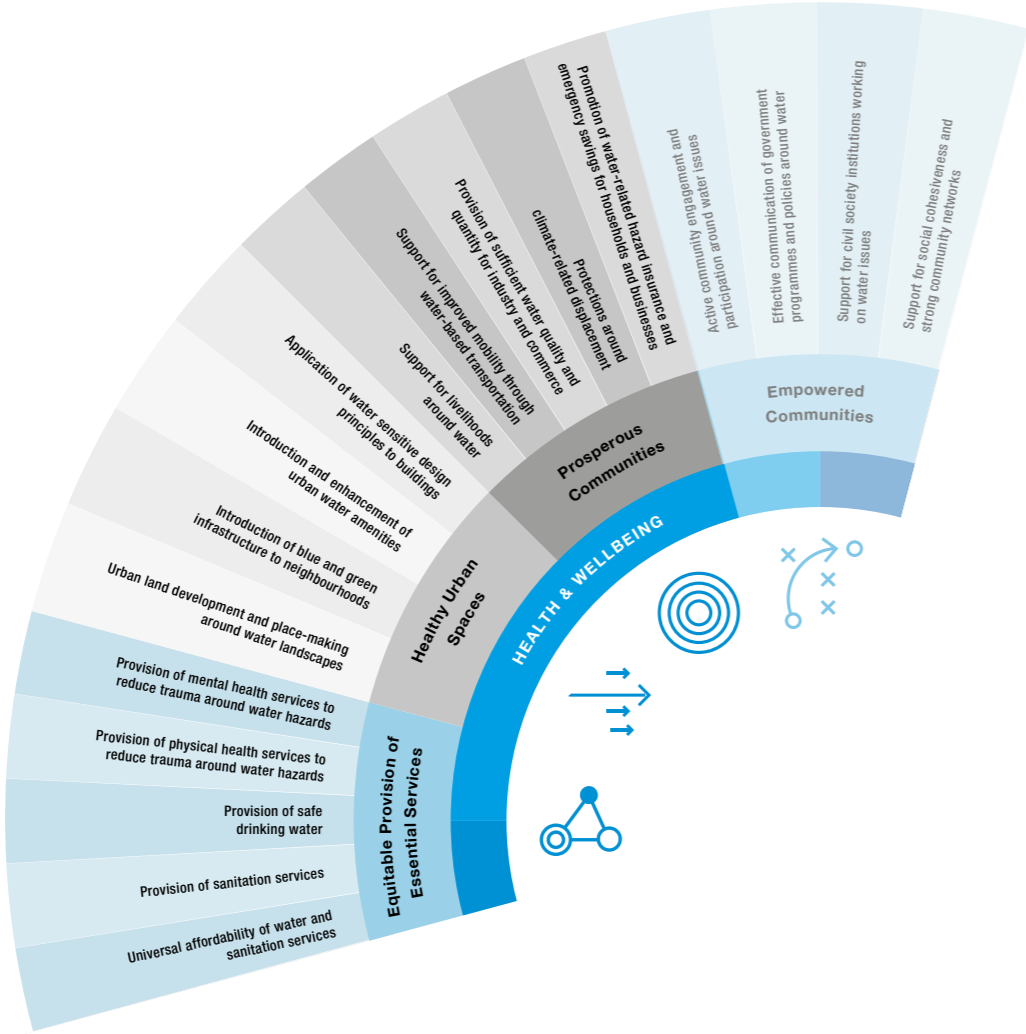 Active community engagement and
participation around water issues
Effective communication of government
programmes and policies around water
Support for civil society institutions working
on water issues
Support for social cohesiveness and
strong community networks
Empowered
Communities
Promotion of water-related hazard insurance and
emergency savings for households and businesses
Protections around
climate-related displacement
Provision of sufficient water quality and
quantity for industry and commerce
Support for improved mobility through
water-based transportation
Support for livelihoods
around water
Prosperous
Communities
Application of water sensitive design
principles to buildings
Introduction and enhancement of
urban water amenities
Introduction of blue and green
infrastructure to neighbourhoods
Urban land development and place-making
around water landscapes
Healthy Urban
Spaces
HEALTH & WELLBEING
Provision of mental health services to
reduce trauma around water hazards
Provision of physical health services to
reduce trauma around water hazards
Provision of safe
drinking water
Provision of sanitation services
Universal affordability of water and
sanitation services
Equitable Provision of
Essential Services